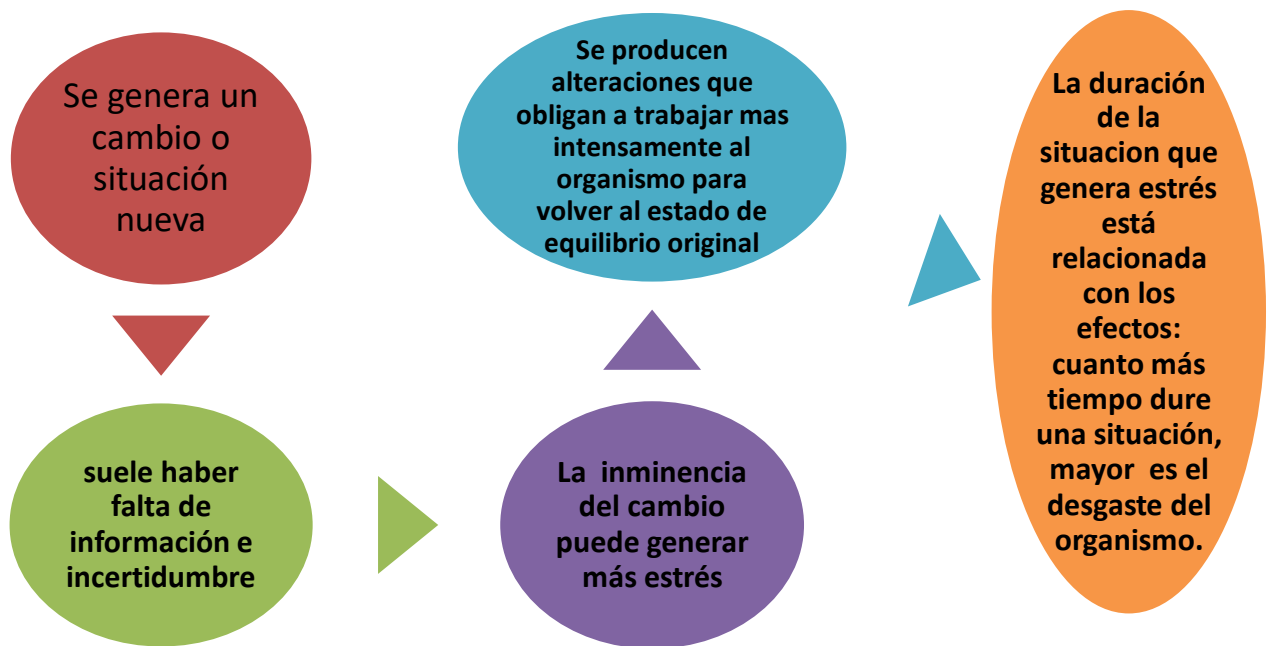 Se genera un
cambio o
situación
nueva
suele haber
falta de
información e
incertidumbre
La  inminencia
del cambio
puede generar
más estrés
Se producen
alteraciones que
obligan a trabajar mas
intensamente al
organismo para
volver al estado de
equilibrio original
La duración
de la
situacion que
genera estrés
está
relacionada
con los
efectos:
cuanto más
tiempo dure
una situación,
mayor  es el
desgaste del
organismo.